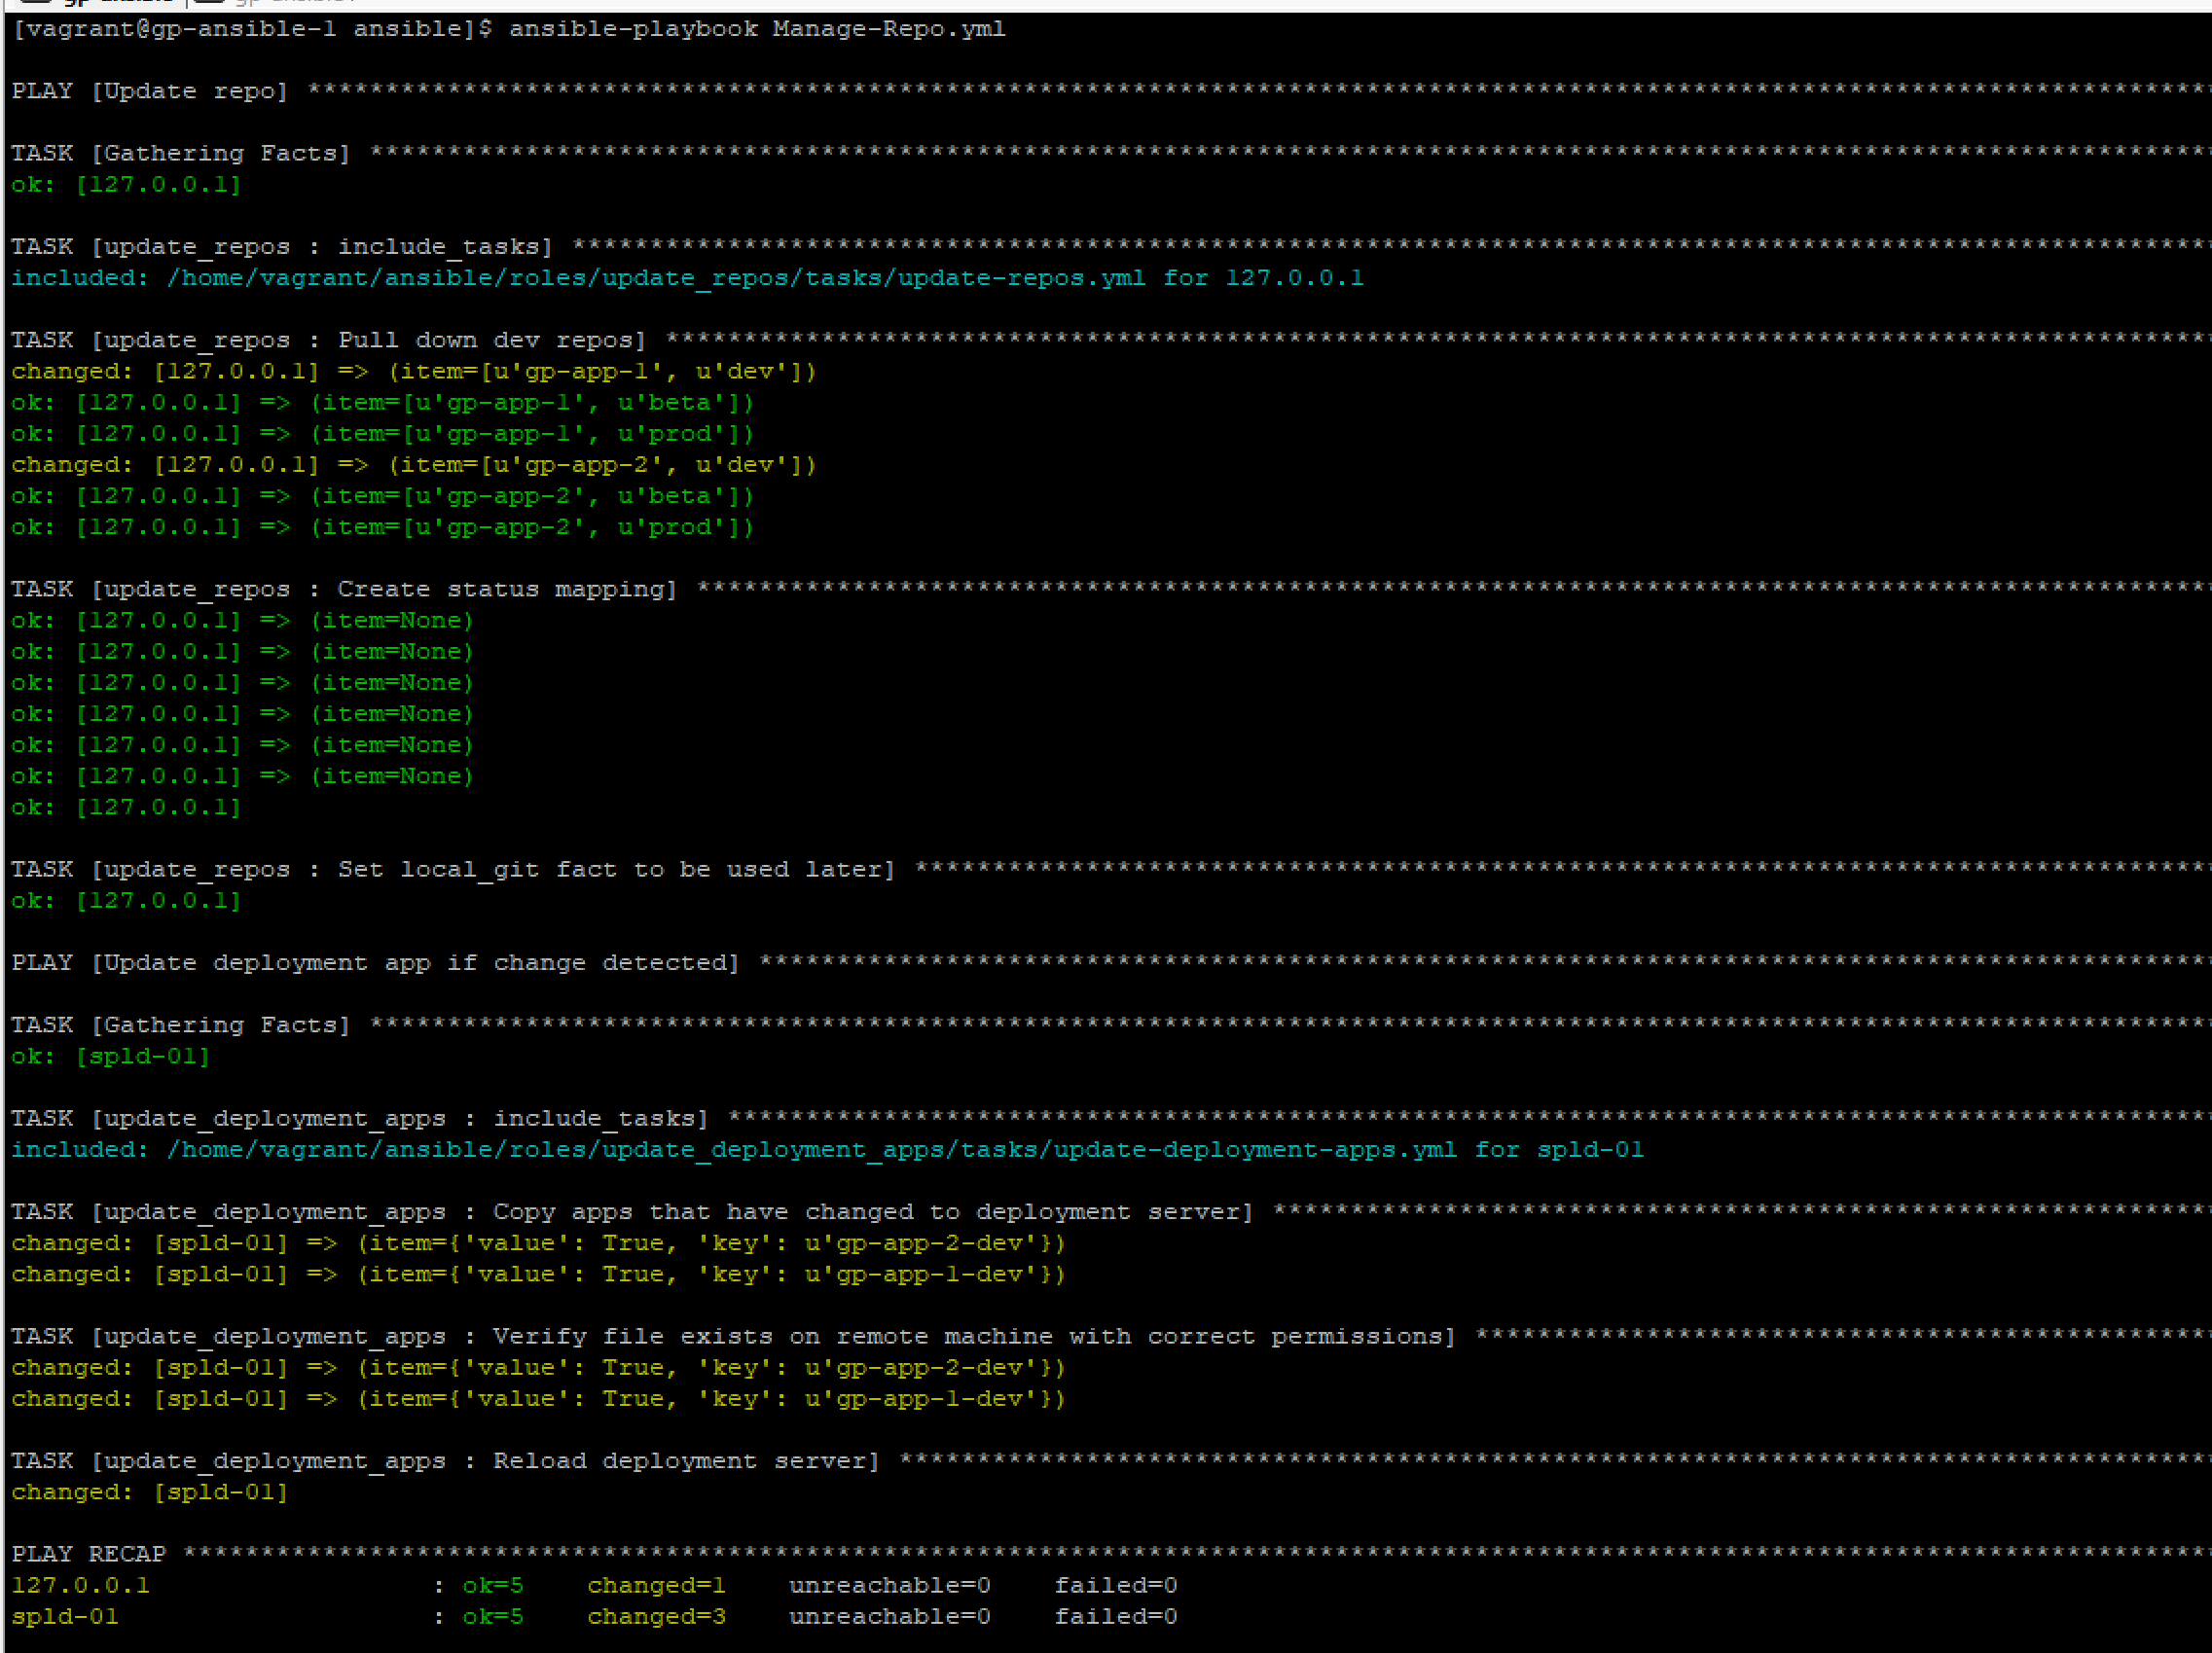 gp-ansible gp-ansible1
[vagrant@gp-ansible-1 ansible]$ ansible-playbook Manage-Repo.yml
PLAY [Update repo] ****************************************************************************************************************************
TASK [Gathering Facts] ************************************************************************************************************************
ok: [127.0.0.1]
TASK [update_repos : include_tasks] ***********************************************************************************************************
included: /home/vagrant/ansible/roles/update_repos/tasks/update-repos.yml for 127.0.0.1
TASK [update_repos : Pull down dev repos] *****************************************************************************************************
changed: [127.0.0.1] => (item=[u'gp-app-1', u'dev'])
ok: [127.0.0.1] => (item=[u'gp-app-1', u'beta'])
ok: [127.0.0.1] => (item=[u'gp-app-1', u'prod'])
changed: [127.0.0.1] => (item=[u'gp-app-2', u'dev'])
ok: [127.0.0.1] => (item=[u'gp-app-2', u'beta'])
ok: [127.0.0.1] => (item=[u'gp-app-2', u'prod'])
TASK [update_repos : Create status mapping] ***************************************************************************************************
ok: [127.0.0.1] => (item=None)
ok: [127.0.0.1] => (item=None)
ok: [127.0.0.1] => (item=None)
ok: [127.0.0.1] => (item=None)
ok: [127.0.0.1] => (item=None)
ok: [127.0.0.1] => (item=None)
ok: [127.0.0.1]
TASK [update_repos : Set local_git fact to be used later] *************************************************************************************
ok: [127.0.0.1]
PLAY [Update deployment app if change detected] ***********************************************************************************************
TASK [Gathering Facts] ************************************************************************************************************************
ok: [spld-01]
TASK [update_deployment_apps : include_tasks] *************************************************************************************************
included: /home/vagrant/ansible/roles/update_deployment_apps/tasks/update-deployment-apps.yml for spld-01
TASK [update_deployment_apps : Copy apps that have changed to deployment server] **************************************************************
changed: [spld-01] => (item={'value': True, 'key': u'gp-app-2-dev'})
changed: [spld-01] => (item={'value': True, 'key': u'gp-app-1-dev'})
TASK [update_deployment_apps : Verify file exists on remote machine with correct permissions] *************************************************
changed: [spld-01] => (item={'value': True, 'key': u'gp-app-2-dev'})
changed: [spld-01] => (item={'value': True, 'key': u'gp-app-1-dev'})
TASK [update_deployment_apps : Reload deployment server] **************************************************************************************
changed: [spld-01]
PLAY RECAP ************************************************************************************************************************************
127.0.0.1 : ok=5 changed=1 unreachable=0 failed=0
spld-01 : ok=5 changed=3 unreachable=0 failed=0